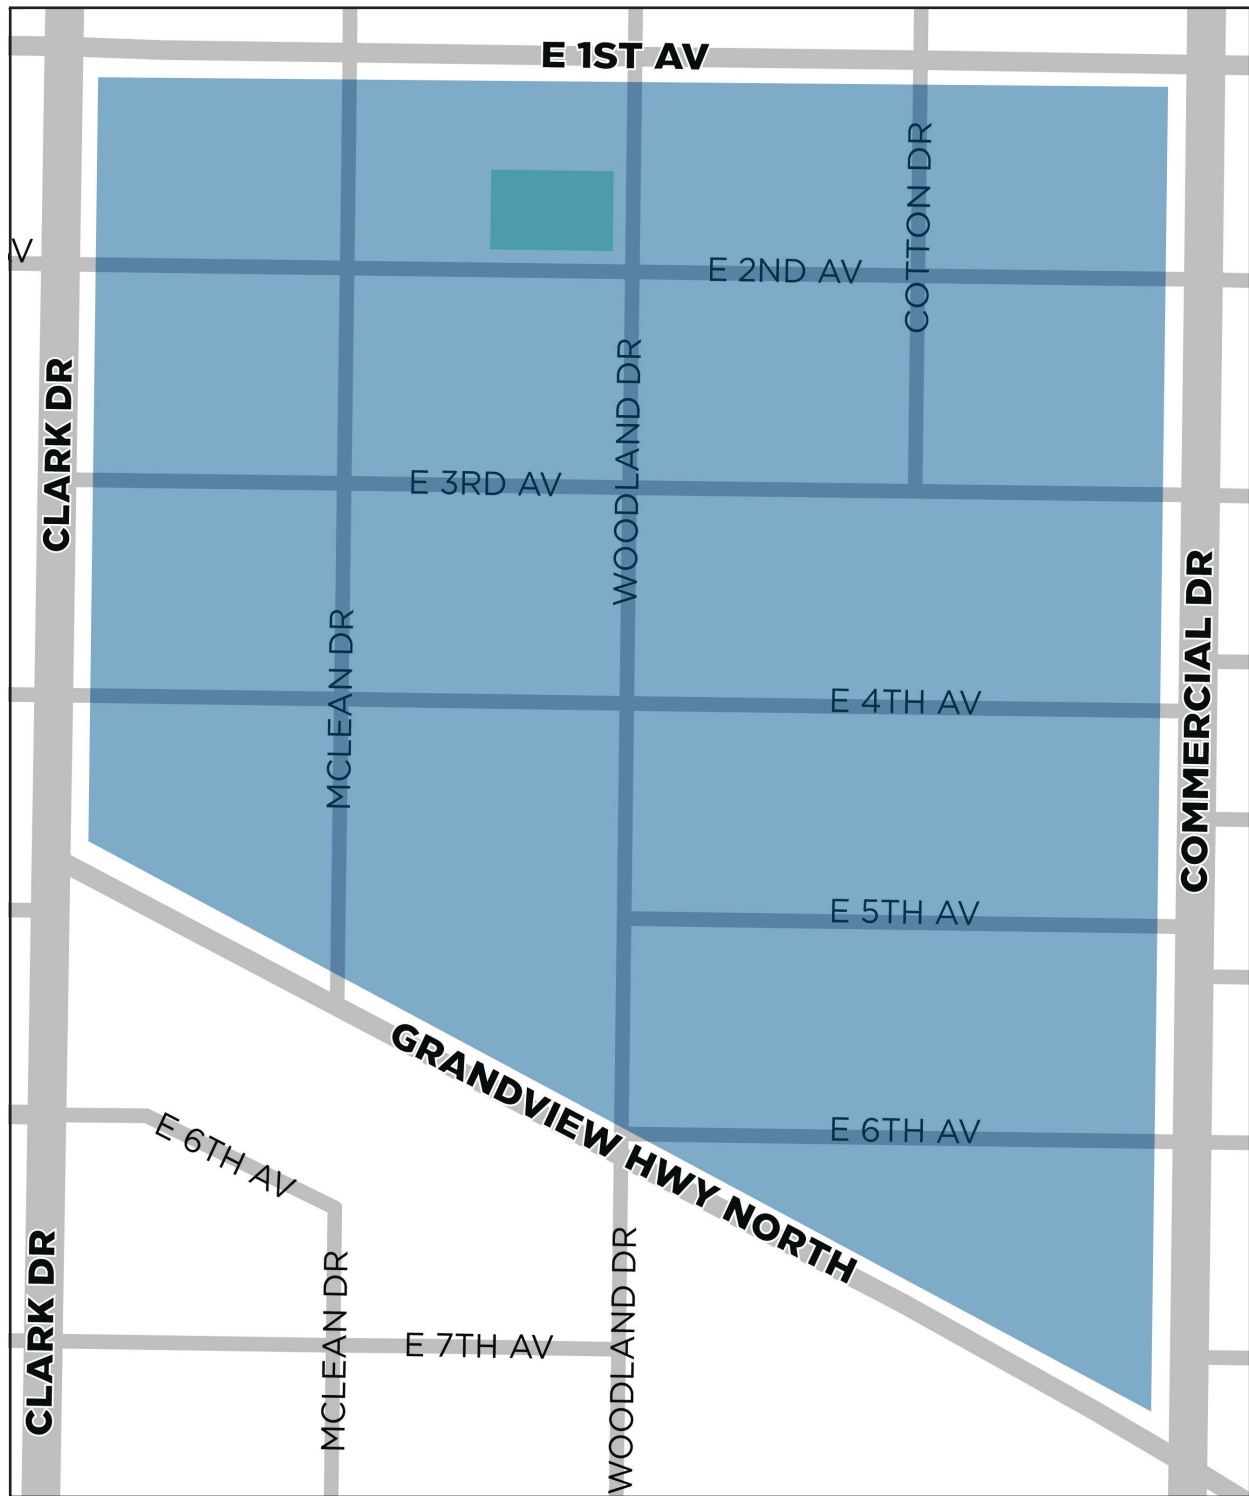 E 1ST AV
COTTON DR
V
E 2ND AV
WOODLAND DR
CLARK DR
E 3RD AV
COMMERCIAL DR
MCLEAN DR
E 4TH AV
E 5TH AV
GRANDVIEW HWY NORTH
E 6TH AV
E 6TH AV
CLARK DR
MCLEAN DR
WOODLAND DR
E 7TH AV